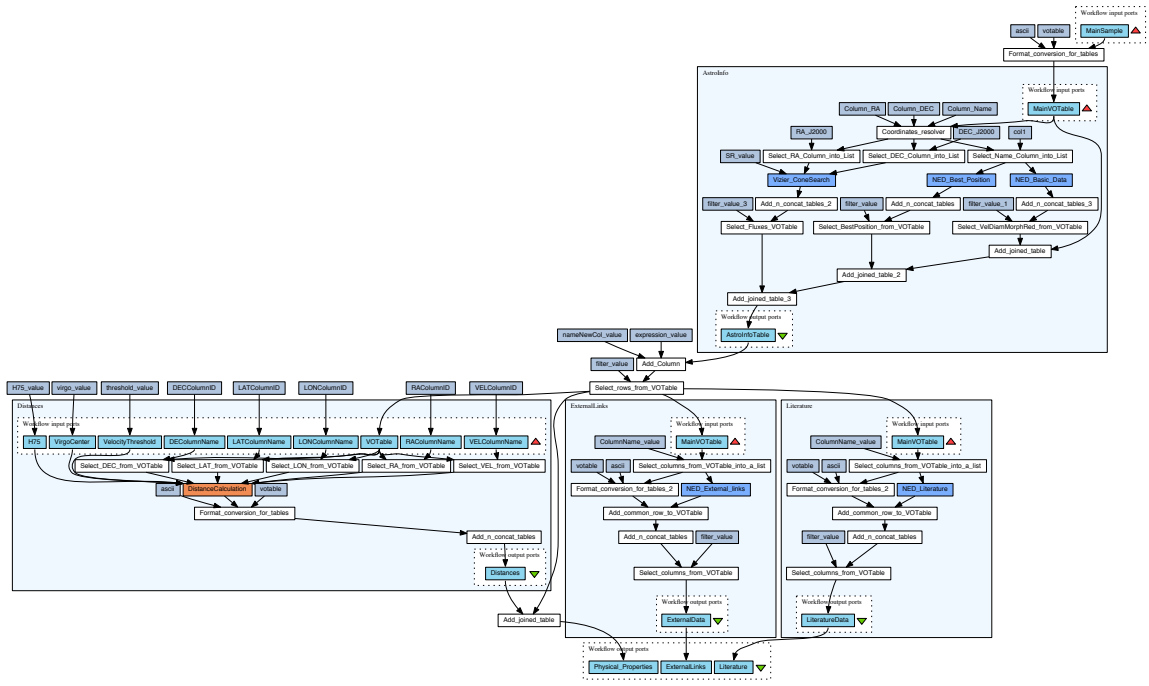 Workflow input ports
ascii votable MainSample
Format_conversion_for_tables
AstroInfo
Workflow input ports
MainVOTable
Column_RA Column_DEC Column_Name
RA_J2000 Coordinates_resolver DEC_J2000 col1
SR_value Select_RA_Column_into_List Select_DEC_Column_into_List Select_Name_Column_into_List
Vizier_ConeSearch NED_Best_Position NED_Basic_Data
filter_value_3 Add_n_concat_tables_2 filter_value Add_n_concat_tables filter_value_1 Add_n_concat_tables_3
Select_Fluxes_VOTable Select_BestPosition_from_VOTable Select_VelDiamMorphRed_from_VOTable
Add_joined_table
Add_joined_table_2
Add_joined_table_3
Workflow output ports
AstroInfoTable
nameNewCol_value expression_value
filter_value Add_Column
Select_rows_from_VOTable
H75_value virgo_value threshold_value DECColumnID LATColumnID LONColumnID RAColumnID VELColumnID
Distances
Workflow input ports
H75 VirgoCenter VelocityThreshold DEColumnName LATColumnName LONColumnName VOTable RAColumnName VELColumnName
Select_DEC_from_VOTable Select_LAT_from_VOTable Select_LON_from_VOTable Select_RA_from_VOTable Select_VEL_from_VOTable
ascii DistanceCalculation votable
Format_conversion_for_tables
Add_n_concat_tables
Workflow output ports
Distances
Add_joined_table
ExternalLinks
Workflow input ports
ColumnName_value MainVOTable
votable ascii Select_columns_from_VOTable_into_a_list
Format_conversion_for_tables_2 NED_External_links
Add_common_row_to_VOTable
Add_n_concat_tables filter_value
Select_columns_from_VOTable
Workflow output ports
ExternalData
Literature
Workflow input ports
ColumnName_value MainVOTable
votable ascii Select_columns_from_VOTable_into_a_list
Format_conversion_for_tables_2 NED_Literature
Add_common_row_to_VOTable
filter_value Add_n_concat_tables
Select_columns_from_VOTable
Workflow output ports
LiteratureData
Workflow output ports
Physical_Properties ExternalLinks Literature